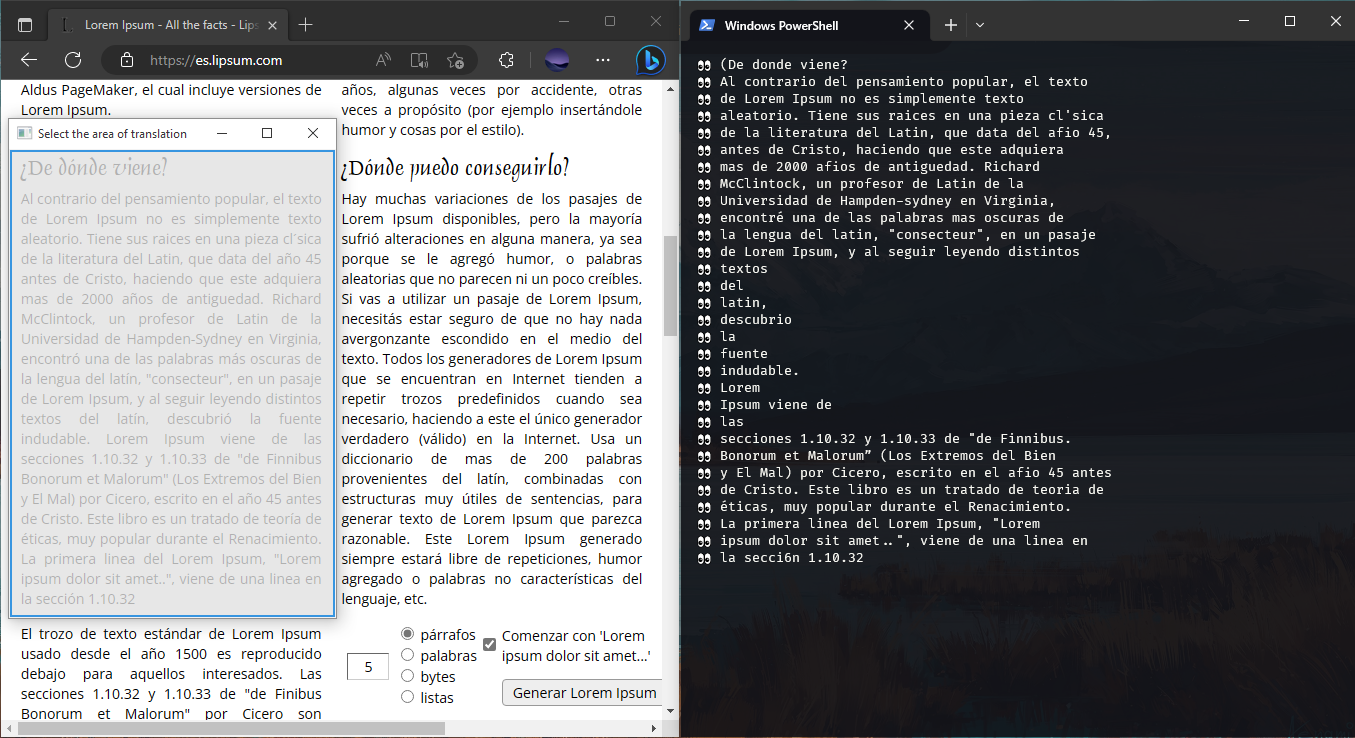 Lorem Ipsum - All the facts - Lips
https://es.lipsum.com
Aldus PageMaker, el cual incluye versiones de
Lorem Ipsum.
Select the area of translation
¿De dónde viene?
Al contrario del pensamiento popular, el texto
de Lorem Ipsum no es simplemente texto
aleatorio. Tiene sus raices en una pieza cl´sica
de la literatura del Latin, que data del año 45
antes de Cristo, haciendo que este adquiera
mas de 2000 años de antiguedad. Richard
McClintock, un profesor de Latin de la
Universidad de Hampden-Sydney en Virginia,
encontró una de las palabras más oscuras de
la lengua del latín, "consecteur", en un pasaje
de Lorem Ipsum, y al seguir leyendo distintos
textos del latín, descubrió la fuente
indudable. Lorem Ipsum viene de las
secciones 1.10.32 y 1.10.33 de "de Finnibus
Bonorum et Malorum" (Los Extremos del Bien
y El Mal) por Cicero, escrito en el año 45 antes
de Cristo. Este libro es un tratado de teoría de
éticas, muy popular durante el Renacimiento.
La primera linea del Lorem Ipsum, "Lorem
ipsum dolor sit amet..", viene de una linea en
la sección 1.10.32
El trozo de texto estándar de Lorem Ipsum
usado desde el año 1500 es reproducido
debajo para aquellos interesados. Las
secciones 1.10.32 y 1.10.33 de "de Finibus
Bonorum et Malorum" por Cicero son
años, algunas veces por accidente, otras
veces a propósito (por ejemplo insertándole
humor y cosas por el estilo).
¿Dónde puedo conseguirlo?
Hay muchas variaciones de los pasajes de
Lorem Ipsum disponibles, pero la mayoría
sufrió alteraciones en alguna manera, ya sea
porque se le agregó humor, o palabras
aleatorias que no parecen ni un poco creíbles.
Si vas a utilizar un pasaje de Lorem Ipsum,
necesitás estar seguro de que no hay nada
avergonzante escondido en el medio del
texto. Todos los generadores de Lorem Ipsum
que se encuentran en Internet tienden a
repetir trozos predefinidos cuando sea
necesario, haciendo a este el único generador
verdadero (válido) en la Internet. Usa un
diccionario de mas de 200 palabras
provenientes del latín, combinadas con
estructuras muy útiles de sentencias, para
generar texto de Lorem Ipsum que parezca
razonable. Este Lorem Ipsum generado
siempre estará libre de repeticiones, humor
agregado o palabras no características del
lenguaje, etc.
5
párrafos
palabras
bytes
listas
Comenzar con 'Lorem
ipsum dolor sit amet...'
Generar Lorem Ipsum
Windows PowerShell
(De donde viene?
Al contrario del pensamiento popular, el texto
de Lorem Ipsum no es simplemente texto
aleatorio. Tiene sus raices en una pieza cl'sica
de la literatura del Latin, que data del afio 45,
antes de Cristo, haciendo que este adquiera
mas de 2000 afios de antiguedad. Richard
McClintock, un profesor de Latin de la
Universidad de Hampden-sydney en Virginia,
encontré una de las palabras mas oscuras de
la lengua del latin, "consecteur", en un pasaje
de Lorem Ipsum, y al seguir leyendo distintos
textos
del
latin,
descubrio
la
fuente
indudable.
Lorem
Ipsum viene de
las
secciones 1.10.32 y 1.10.33 de "de Finnibus.
Bonorum et Malorum” (Los Extremos del Bien
y El Mal) por Cicero, escrito en el afio 45 antes
de Cristo. Este libro es un tratado de teoria de
éticas, muy popular durante el Renacimiento.
La primera linea del Lorem Ipsum, "Lorem
ipsum dolor sit amet..", viene de una linea en
la sección 1.10.32